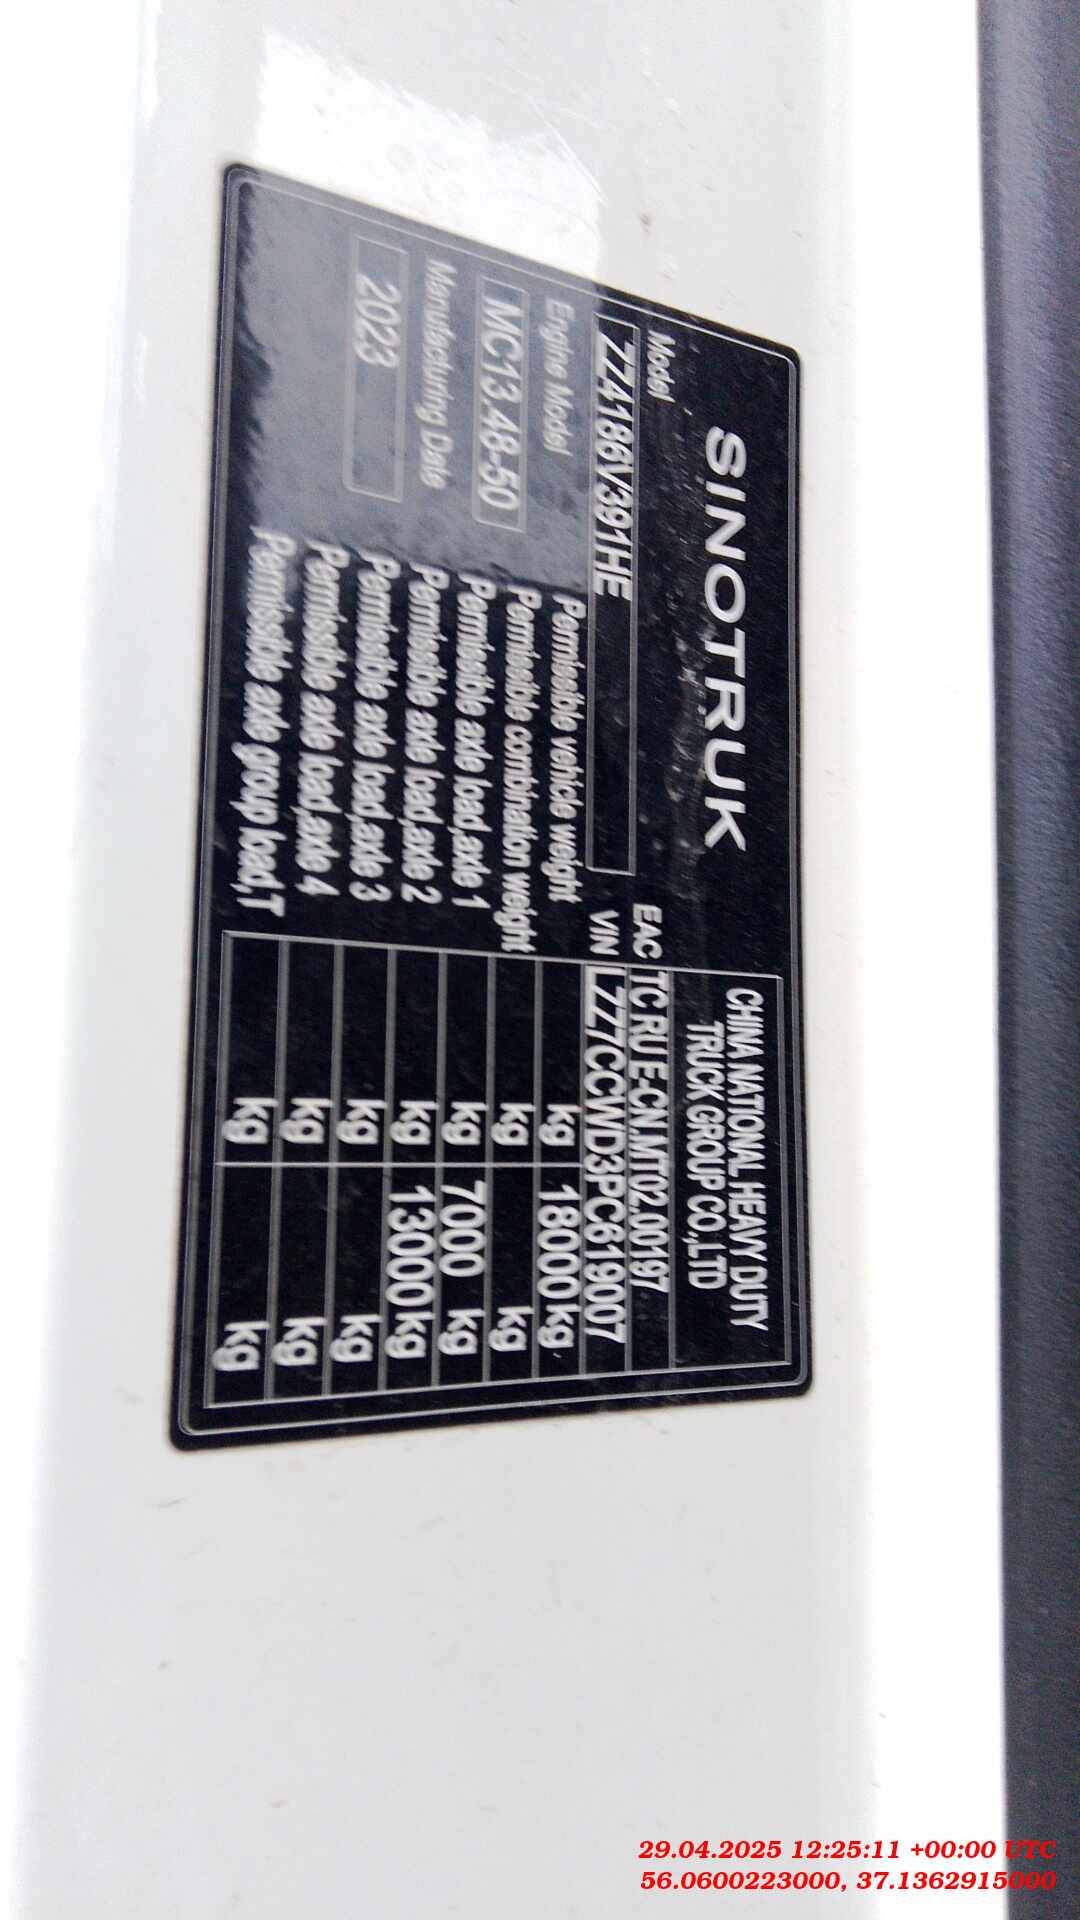 SINOTRUK
CHINA NATIONAL HEAVY DUTY
TRUCK GROUP CO.,LTD
Model
EAC TC RU E-CN.MT02.00197
ZZ4186V391HE
VIN LZZ7CCWD3PC619007
Engine Model
MC13.48-50
Manufacturing Date
2023
Permissible vehicle weight kg 18000 kg
Permissible combination weight kg kg
Permissible axle load,axle 1 kg 7000 kg
Permissible axle load,axle 2 kg 13000 kg
Permissible axle load,axle 3 kg kg
Permissible axle load,axle 4 kg kg
Permissible axle group load,T kg kg
29.04.2025 12:25:11 +00:00 UTC
56.0600223000, 37.1362915000